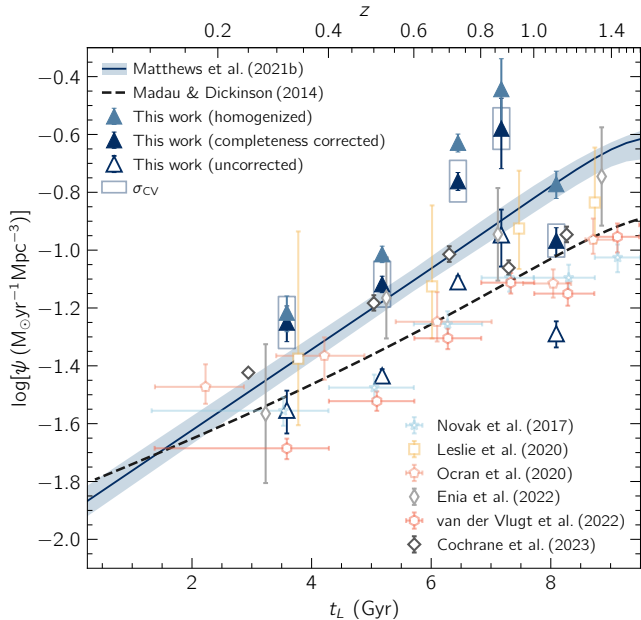 z
0.2 0.4 0.6 0.8 1.1 1.4
Matthews et al. (2021b)
Madau & Dickinson
(2014)
This work (homogenized)
This work (completeness corrected)
This work (uncorrected)
σCV
−0.4
−0.6
−0.8
−1.0
−1.2
−1.4
−1.6
−1.8
−2.0
log[ψ (M⊙yr−1Mpc−3)]
Novak et al. (2017)
Leslie et al. (2020)
Ocran et al. (2020)
Enia et al. (2022)
van der Vlugt et al. (2022)
Cochrane et al. (2023)
2 4 6 8
tL (Gyr)